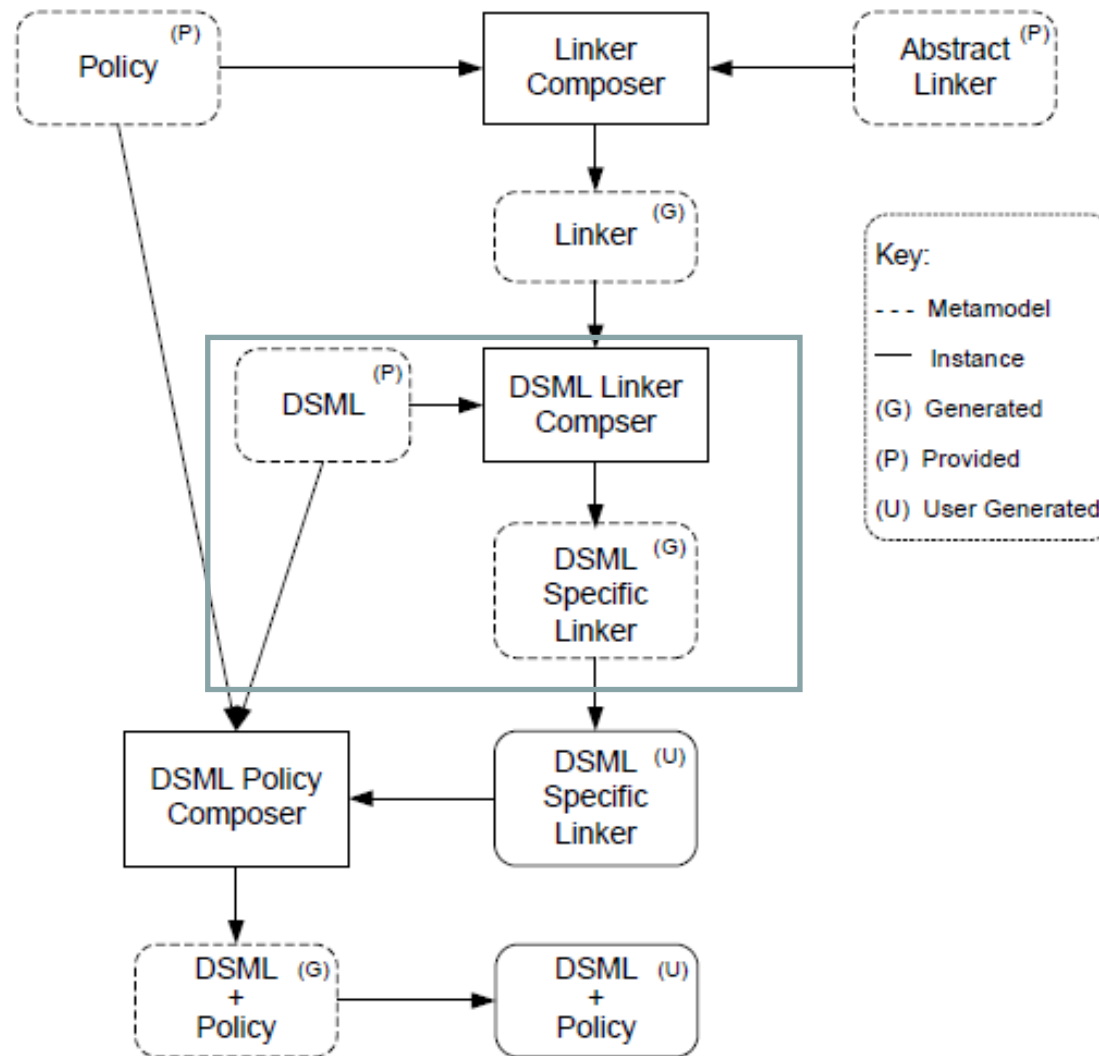 Policy
(P)
Linker
Composer
Abstract
Linker
(P)
Linker
(G)
Key:
- - - Metamodel
— Instance
(G) Generated
(P) Provided
(U) User Generated
DSML
(P)
DSML Linker
Compser
DSML
Specific
Linker
(G)
DSML Policy
Composer
DSML
Specific
Linker
(U)
DSML
+
Policy
(G)
DSML
+
Policy
(U)